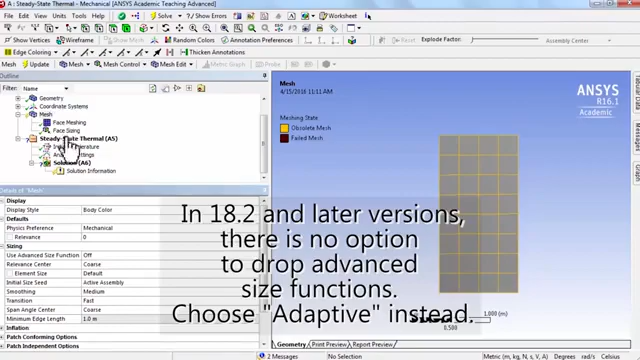 A : Steady-State Thermal - Mechanical [ANSYS Academic Teaching Advanced]
File Edit View Units Tools Help
Solve
Show Errors
Worksheet
Show Vertices
Wireframe
Random Colors
Annotation Preferences
Explode Factor:
Assembly Center
Edge Coloring
Thicken Annotations
Mesh
Update
Mesh
Mesh Control
Mesh Edit
Metric Graph
Outline
Filter: Name
Geometry
Coordinate Systems
Mesh
Face Meshing
Face Sizing
Steady-State Thermal (A5)
Solution (A6)
Solution Information
Details of "Mesh"
Display
Display Style Body Color
Defaults
Physics Preference Mechanical
Relevance 0
Sizing
Use Advanced Size Function Off
Relevance Center Coarse
Element Size Default
Initial Size Seed Active Assembly
Smoothing Medium
Transition Fast
Span Angle Center Coarse
Minimum Edge Length 1.0 m
Inflation
Patch Conforming Options
Patch Independent Options
Mesh
4/15/2018 11:11 AM
Meshing State
Obsolete Mesh
Failed Mesh
ANSYS
R16.1
Academic
In 18.2 and later versions,
there is no option
to drop advanced
size functions.
Choose "Adaptive" instead.
1.000 (m)
0.500
Geometry Print Preview Report Preview
2 Messages
No Selection
Metric (m, kg, N, s, V, A)
Degrees
rad/s
Celsius